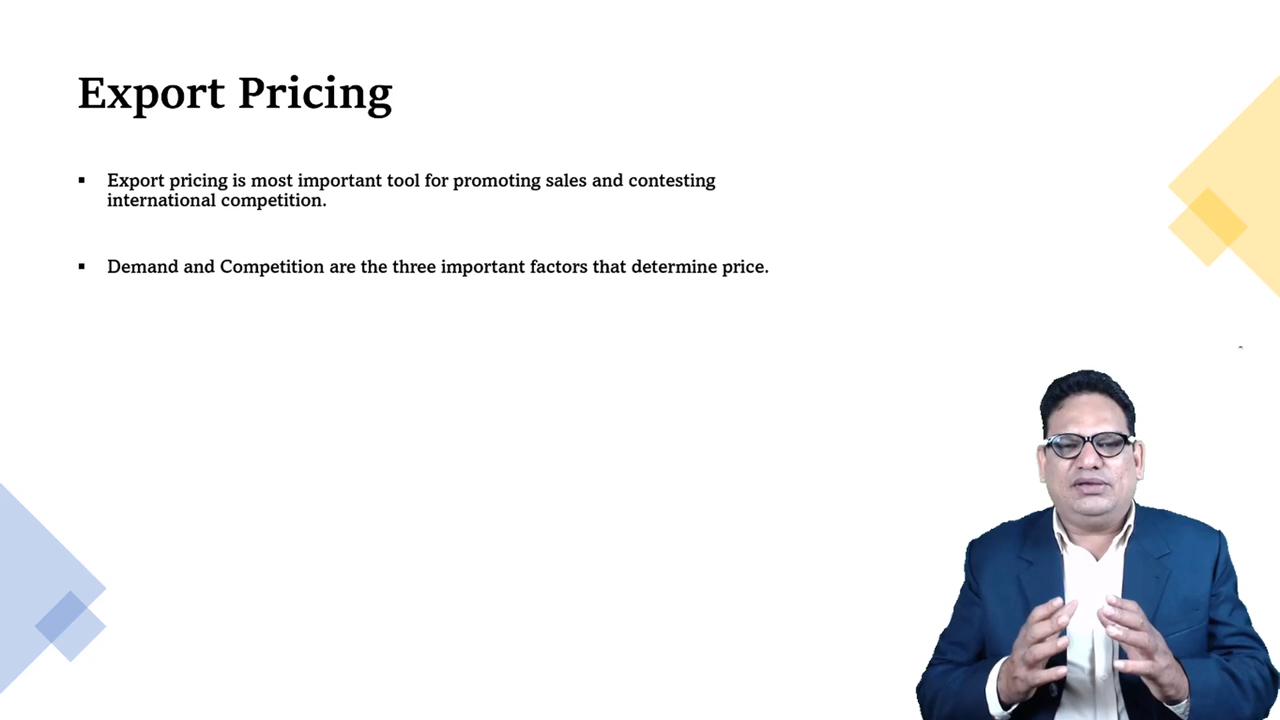 Export Pricing
▪ Export pricing is most important tool for promoting sales and contesting
international competition.
▪ Demand and Competition are the three important factors that determine price.